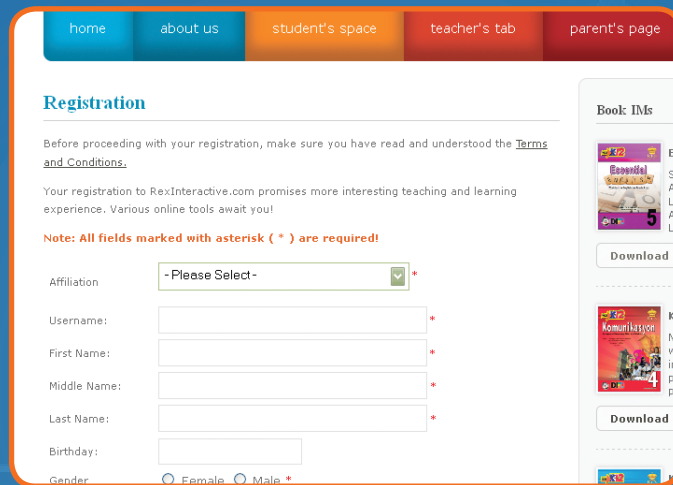 home about us student's space teacher's tab parent's page
Registration
Before proceeding with your registration, make sure you have read and understood the Terms
and Conditions.
Your registration to RexInteractive.com promises more interesting teaching and learning
experience. Various online tools await you!
Note: All fields marked with asterisk ( * ) are required!
Affiliation - Please Select - *
Username: *
First Name: *
Middle Name: *
Last Name: *
Birthday:
Gender Female Male *
Book IMs
Essential
5
Download
Komunikasyon
4
Download